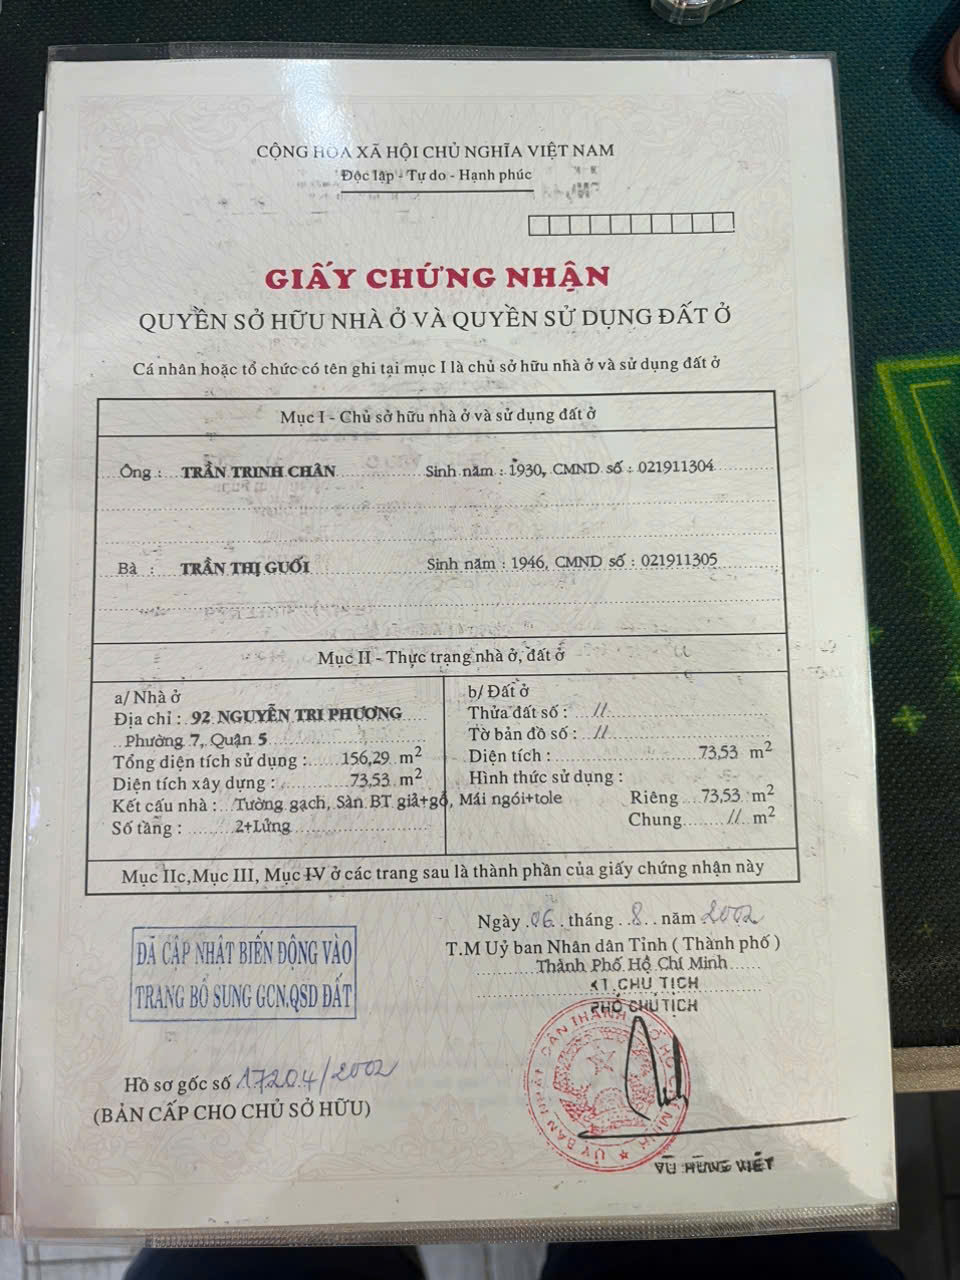 CỘNG HÒA XÃ HỘI CHỦ NGHĨA VIỆT NAM
Độc lập - Tự do - Hạnh phúc
GIẤY CHỨNG NHẬN
QUYỀN SỞ HỮU NHÀ Ở VÀ QUYỀN SỬ DỤNG ĐẤT Ở
Cá nhân hoặc tổ chức có tên ghi tại mục I là chủ sở hữu nhà ở và sử dụng đất ở
Mục I - Chủ sở hữu nhà ở và sử dụng đất ở
Ông : TRẦN TRINH CHÂN Sinh năm : 1930, CMND số : 021911304
Bà : TRẦN THỊ GUỐI Sinh năm : 1946, CMND số : 021911305
Mục II - Thực trạng nhà ở, đất ở
a/ Nhà ở
Địa chỉ : 92 NGUYỄN TRI PHƯƠNG
Phường 7, Quận 5
Tổng diện tích sử dụng : 156,29 m²
Diện tích xây dựng : 73,53 m²
Kết cấu nhà : Tường gạch, Sàn BT giả+gỗ, Mái ngói+tole
Số tầng : 2+Lửng
b/ Đất ở
Thửa đất số : //
Tờ bản đồ số : //
Diện tích : 73,53 m²
Hình thức sử dụng :
Riêng 73,53 m²
Chung // m²
Mục IIc,Mục III, Mục IV ở các trang sau là thành phần của giấy chứng nhận này
Ngày 06 tháng 8 năm 2002
T.M Uỷ ban Nhân dân Tỉnh ( Thành phố )
Thành Phố Hồ Chí Minh
KT.CHỦ TỊCH
PHÓ CHỦ TỊCH
ĐÃ CẬP NHẬT BIẾN ĐỘNG VÀO
TRANG BỔ SUNG GCN.QSD ĐẤT
Hồ sơ gốc số 17204/2002
(BẢN CẤP CHO CHỦ SỞ HỮU)
VŨ HÙNG VIỆT